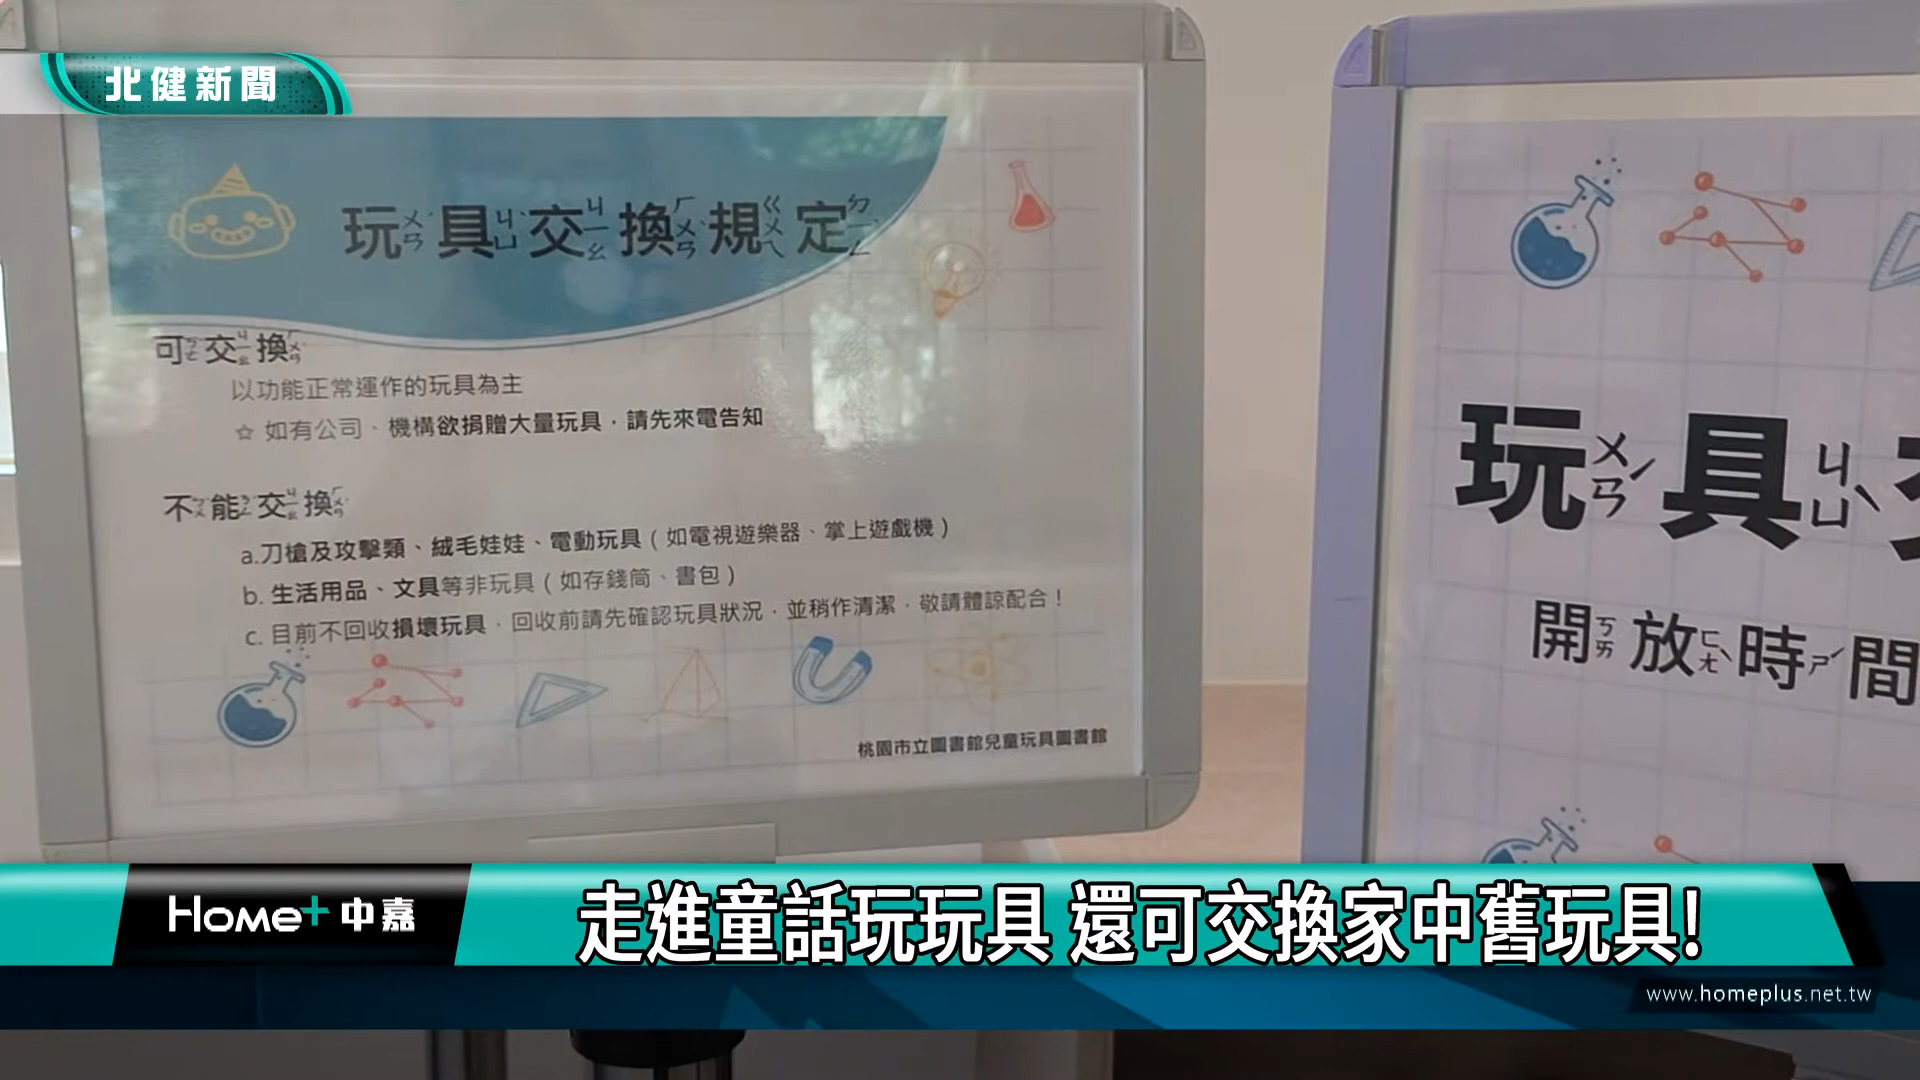 北健新聞
玩具交換規定
可交換
以功能正常運作的玩具為主
☆ 如有公司、機構欲捐贈大量玩具，請先來電告知
不能交換
a.刀槍及攻擊類、絨毛娃娃、電動玩具（如電視遊樂器、掌上遊戲機）
b. 生活用品、文具等非玩具（如存錢筒、書包）
c. 目前不回收損壞玩具，回收前請先確認玩具狀況，並稍作清潔，敬請體諒配合！
桃園市立圖書館兒童玩具圖書館
玩具
開放時間
Home+ 中嘉
走進童話玩玩具 還可交換家中舊玩具!
www.homeplus.net.tw